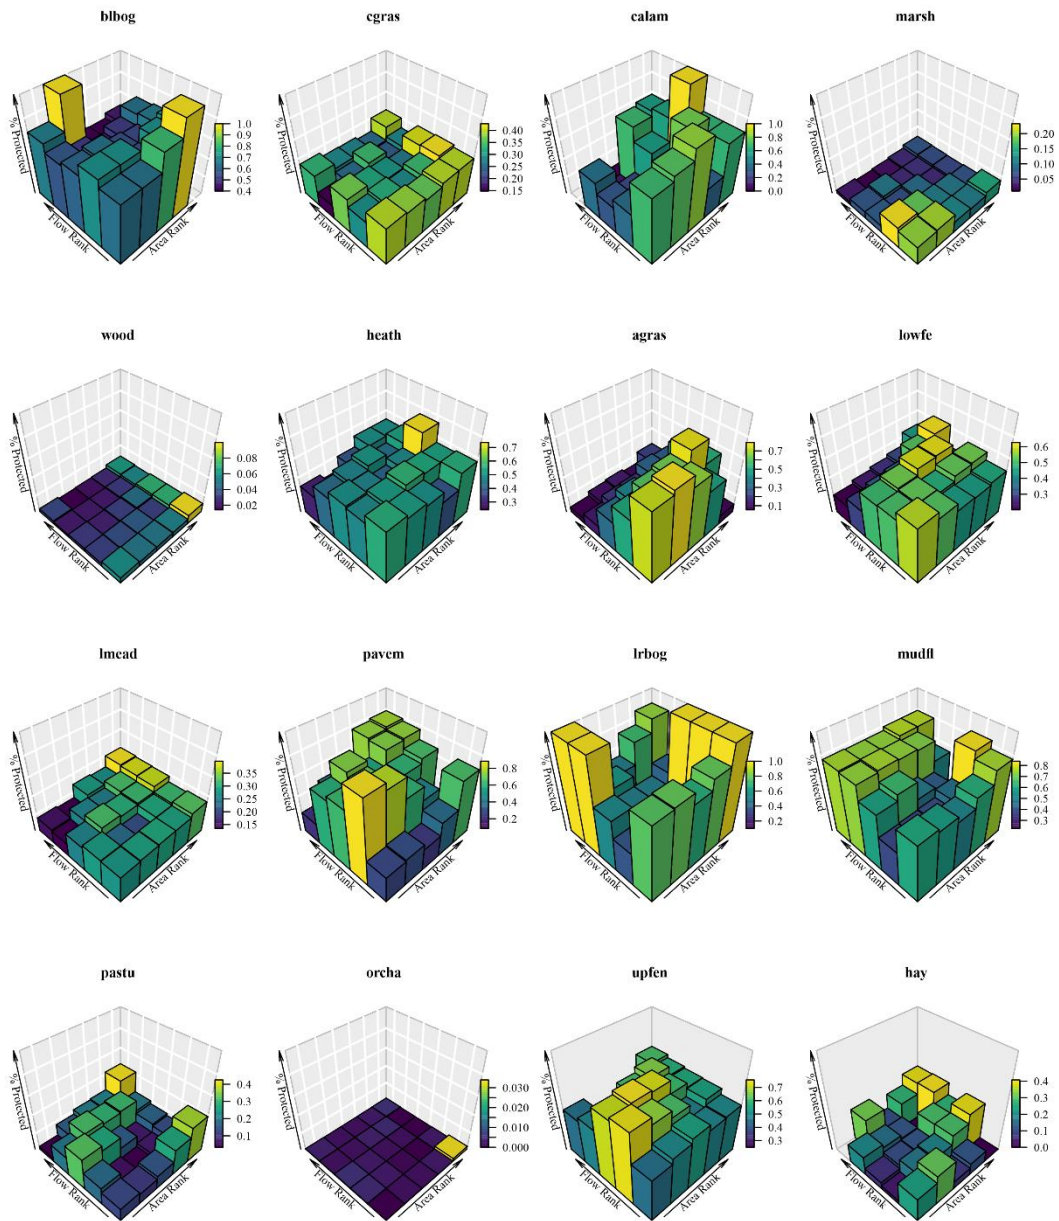 blbog
% Protected
1.0
0.9
0.8
0.7
0.6
0.5
0.4
Flow Rank
Area Rank
cgras
% Protected
0.40
0.35
0.30
0.25
0.20
0.15
Flow Rank
Area Rank
calam
% Protected
1.0
0.8
0.6
0.4
0.2
0.0
Flow Rank
Area Rank
marsh
% Protected
0.20
0.15
0.10
0.05
Flow Rank
Area Rank
wood
% Protected
0.08
0.06
0.04
0.02
Flow Rank
Area Rank
heath
% Protected
0.7
0.6
0.5
0.4
0.3
Flow Rank
Area Rank
agras
% Protected
0.7
0.5
0.3
0.1
Flow Rank
Area Rank
lowfe
% Protected
0.6
0.5
0.4
0.3
Flow Rank
Area Rank
lmead
% Protected
0.35
0.30
0.25
0.20
0.15
Flow Rank
Area Rank
pavem
% Protected
0.8
0.6
0.4
0.2
Flow Rank
Area Rank
lrbog
% Protected
1.0
0.8
0.6
0.4
0.2
Flow Rank
Area Rank
mudfl
% Protected
0.8
0.7
0.6
0.5
0.4
0.3
Flow Rank
Area Rank
pastu
% Protected
0.4
0.3
0.2
0.1
Flow Rank
Area Rank
orcha
% Protected
0.030
0.020
0.010
0.000
Flow Rank
Area Rank
upfen
% Protected
0.7
0.6
0.5
0.4
0.3
Flow Rank
Area Rank
hay
% Protected
0.4
0.3
0.2
0.1
0.0
Flow Rank
Area Rank